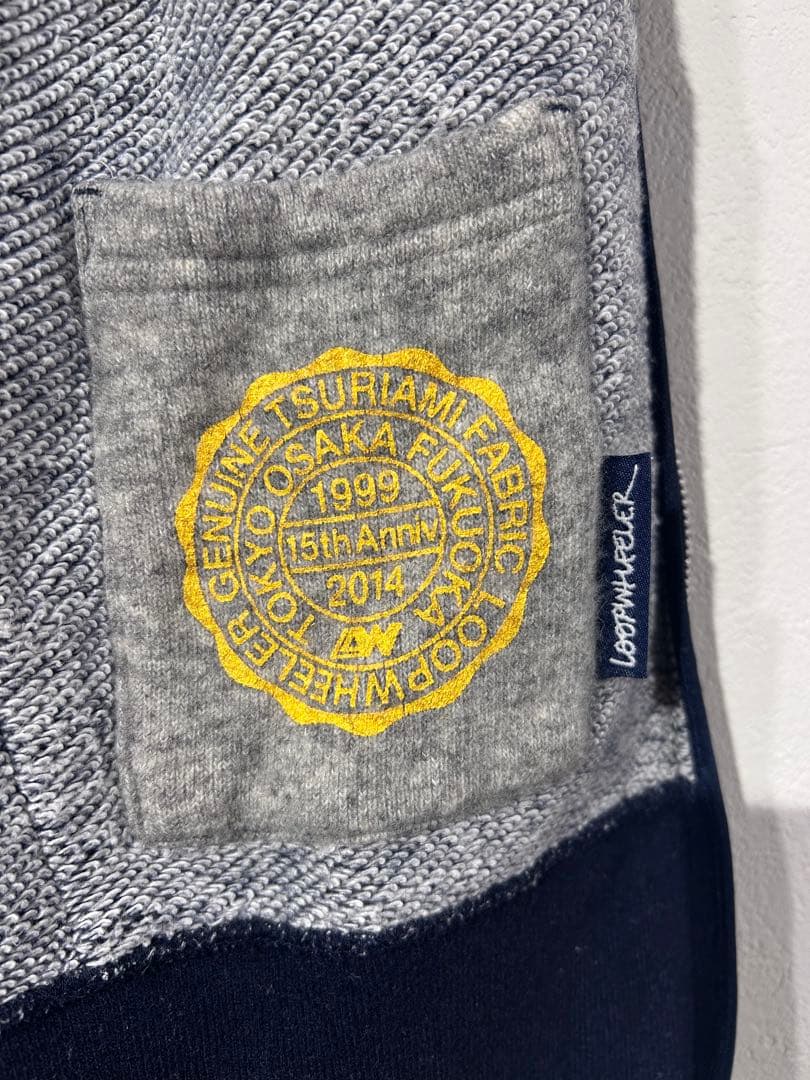 GENUINE TSURIAMI FABRIC LOOPWHEELER
TOKYO OSAKA FUKUOKA
1999
15th Anniv
2014
LW
LOOPWHEELER